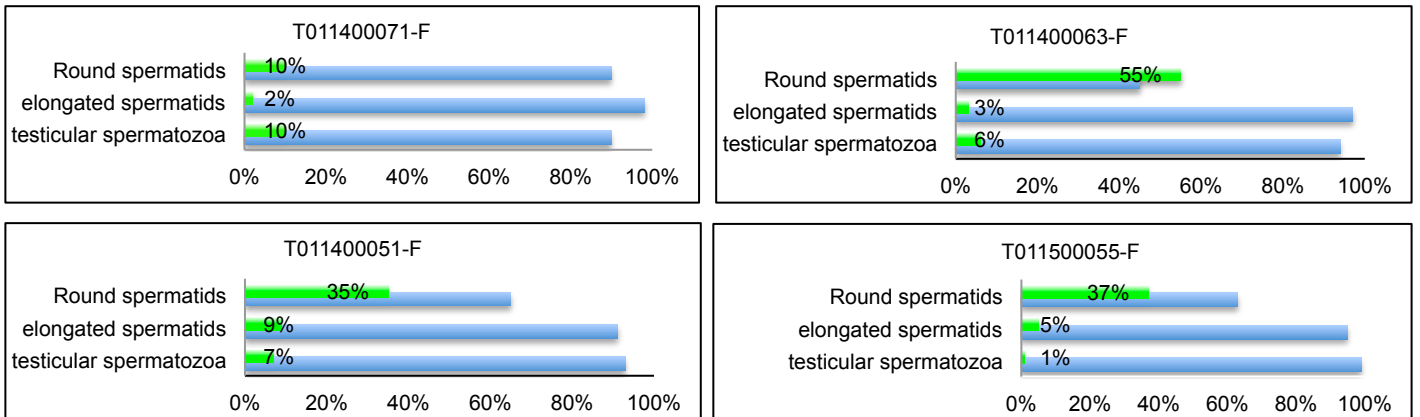 T011400071-F
Round spermatids 10%
elongated spermatids 2%
testicular spermatozoa 10%
0% 20% 40% 60% 80% 100%
T011400063-F
Round spermatids 55%
elongated spermatids 3%
testicular spermatozoa 6%
0% 20% 40% 60% 80% 100%
T011400051-F
Round spermatids 35%
elongated spermatids 9%
testicular spermatozoa 7%
0% 20% 40% 60% 80% 100%
T011500055-F
Round spermatids 37%
elongated spermatids 5%
testicular spermatozoa 1%
0% 20% 40% 60% 80% 100%